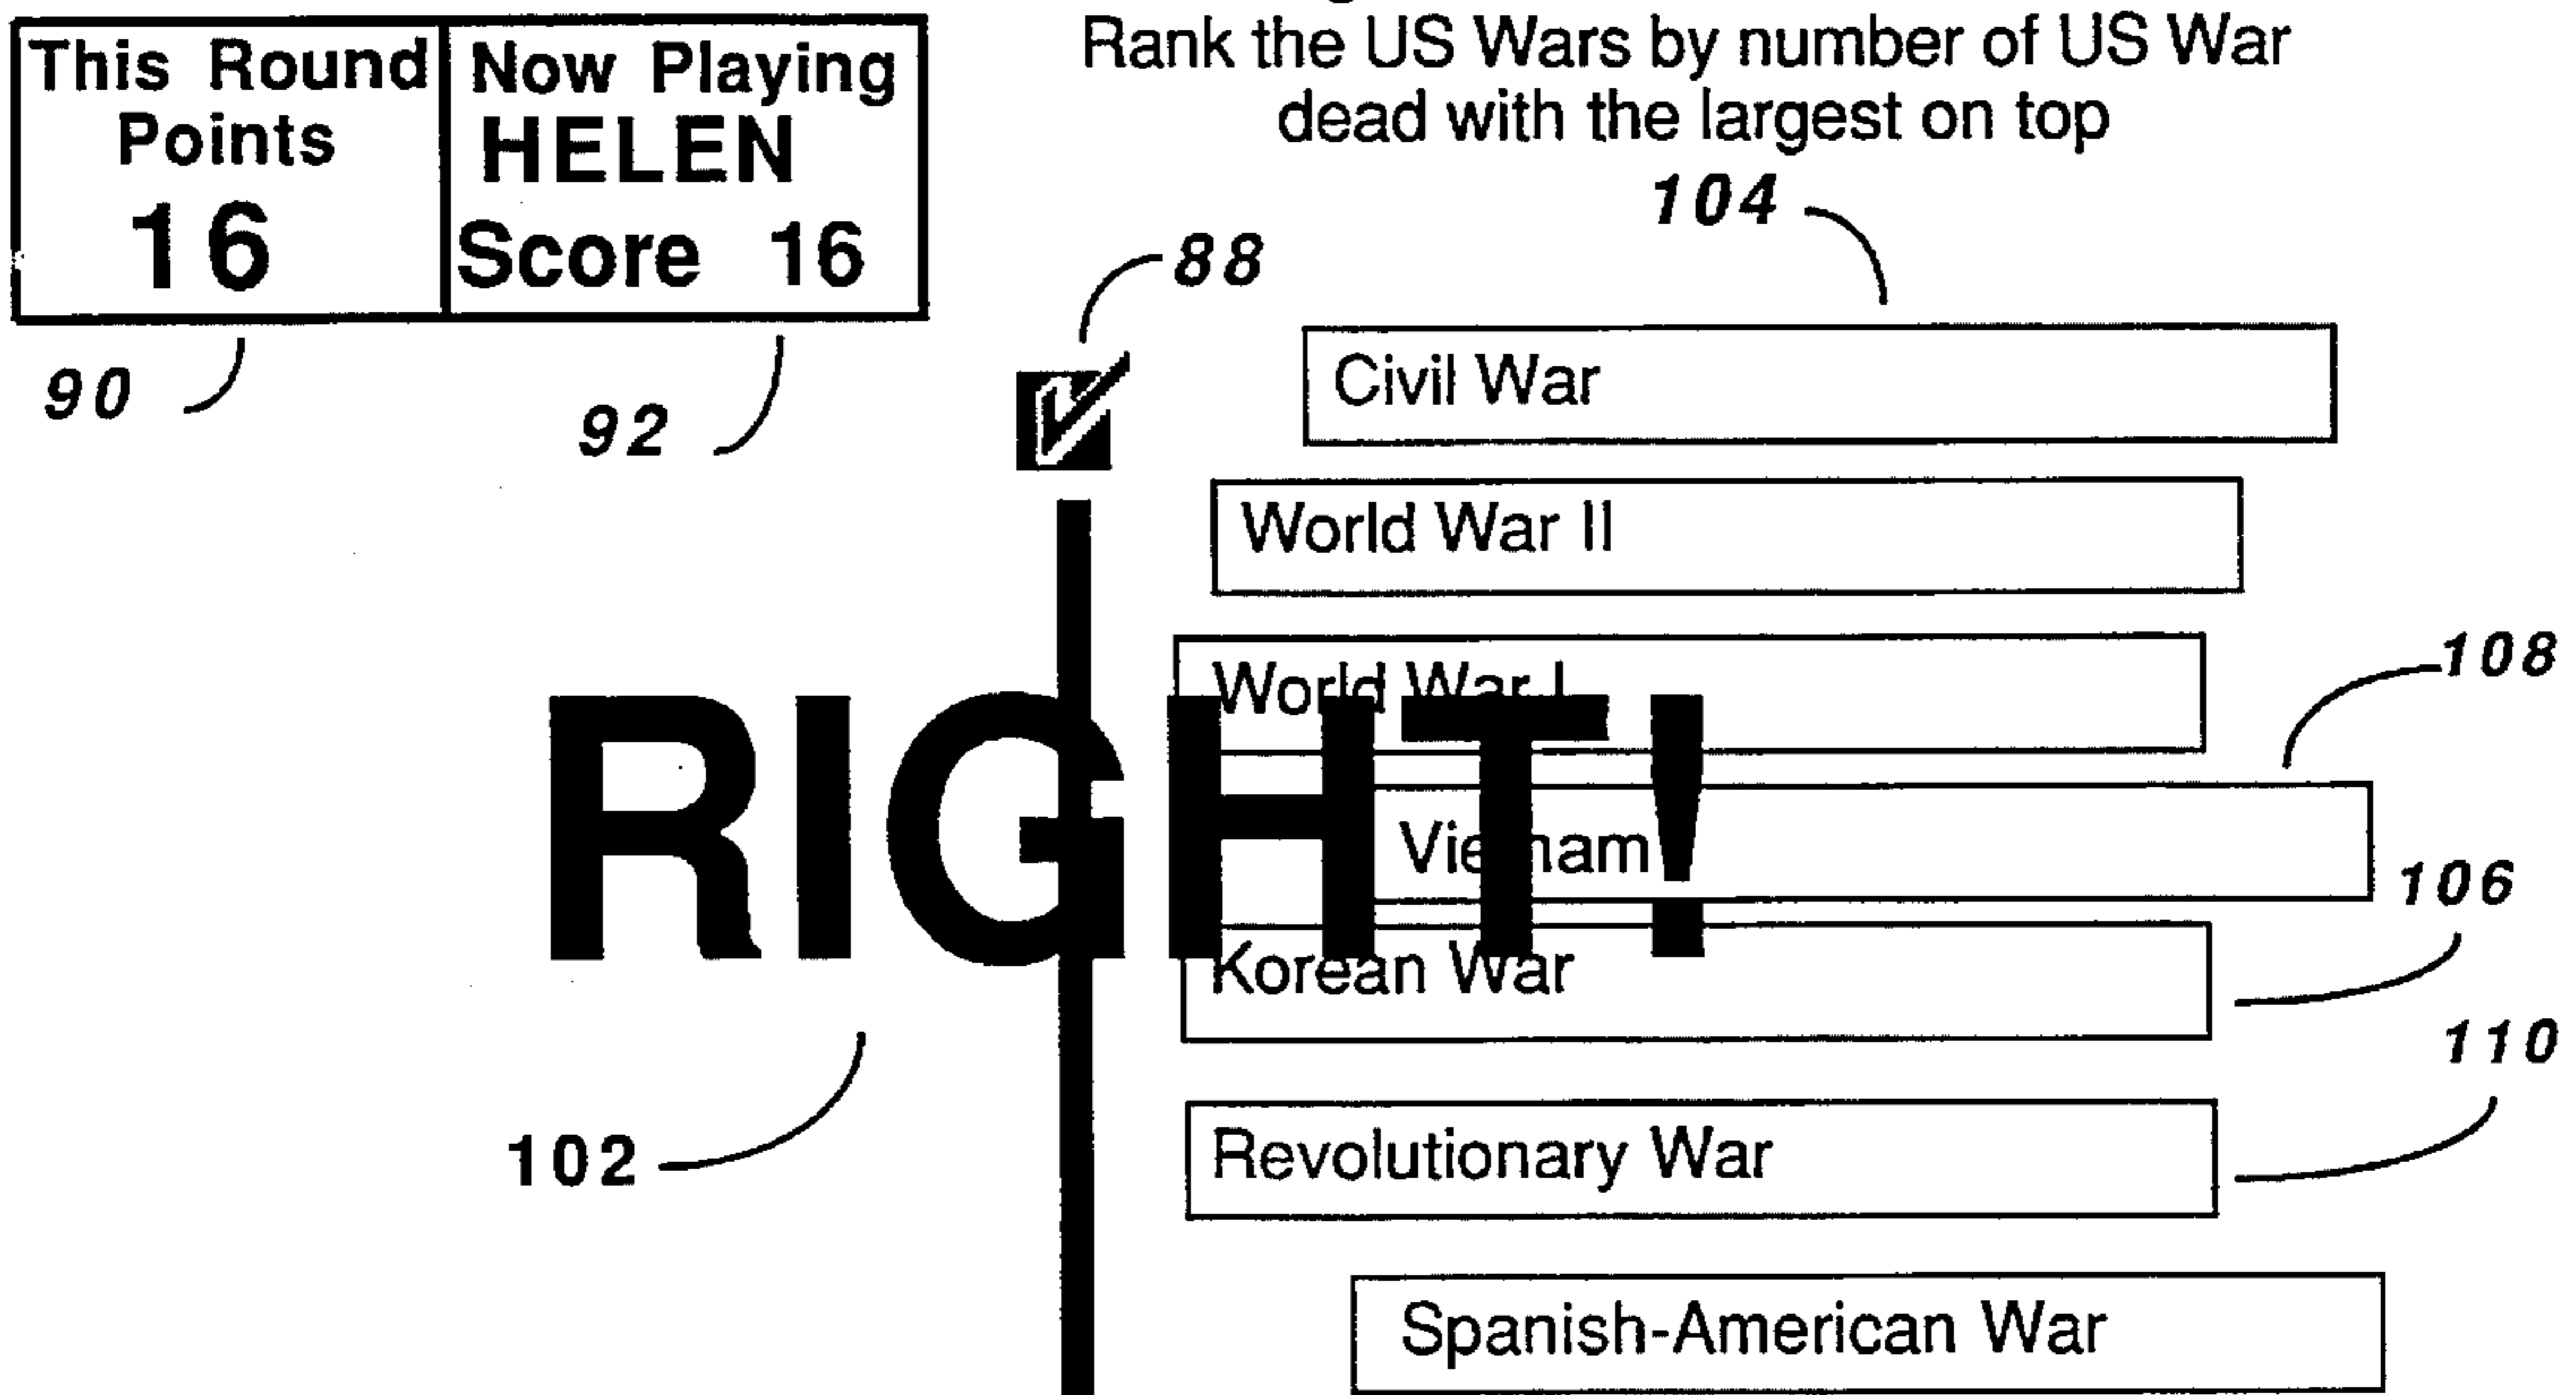 This Round
Points
16
Now Playing
HELEN
Score 16
Rank the US Wars by number of US War
dead with the largest on top
104
88
90
92
Civil War
World War II
World War I
108
RIGHT!
Vietnam
106
Korean War
110
102
Revolutionary War
Spanish-American War